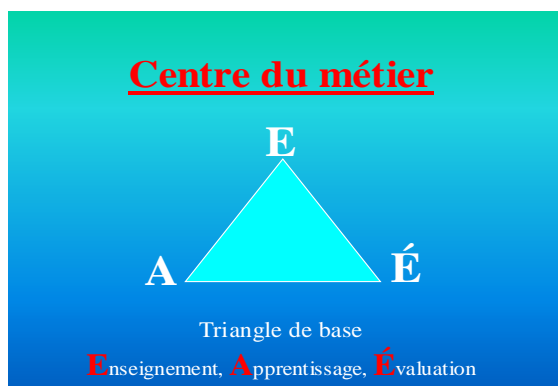 Centre du métier
E
A É
Triangle de base
Enseignement, Apprentissage, Évaluation